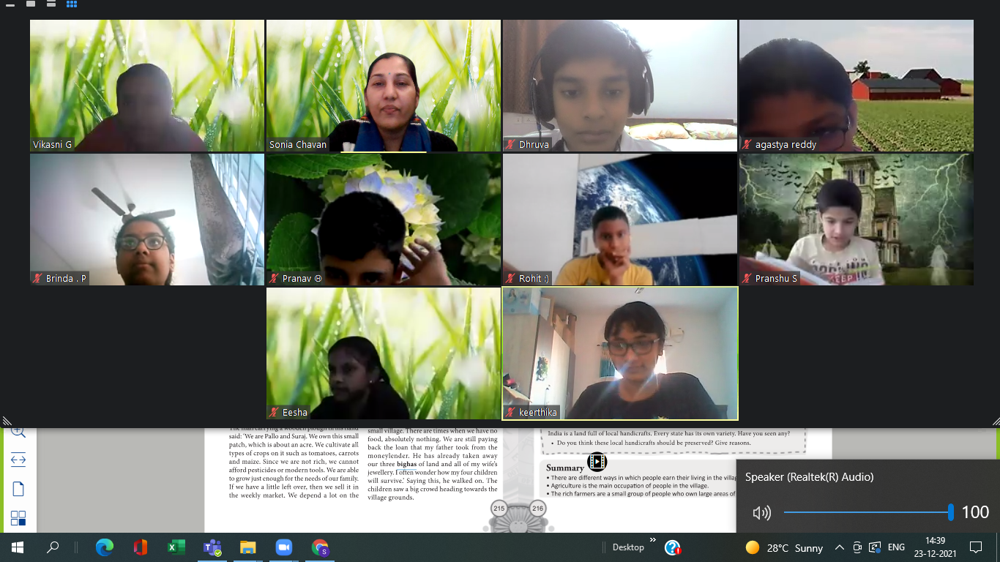 Vikasni G
Sonia Chavan
Dhruva
agastya reddy
Brinda . P
Pranav ☺
Rohit :)
Pranshu S
Eesha
keerthika
The man carrying a wooden plough in his hand
said: 'We are Pallo and Suraj. We own this small
patch, which is about an acre. We cultivate all
types of crops on it such as tomatoes, carrots
and maize. Since we are not rich, we cannot
afford pesticides or modern tools. We are able
to grow just enough for the needs of our family.
If we have a little left over, then we sell it in
the weekly market. We depend a lot on the
small village. There are times when we have no
food, absolutely nothing. We are still paying
back the loan that my father took from the
moneylender. He has already taken away
our three bighas of land and all of my wife's
jewellery. I often wonder how my four children
will survive.' Saying this, he walked on. The
children saw a big crowd heading towards the
village grounds.
215
216
India is a land full of local handicrafts. Every state has its own variety. Have you seen any?
• Do you think these local handicrafts should be preserved? Give reasons.
Summary
• There are different ways in which people earn their living in the villag
• Agriculture is the main occupation of people in the village.
• The rich farmers are a small group of people who own large areas of
Speaker (Realtek(R) Audio)
100
Desktop
28°C Sunny
ENG
14:39
23-12-2021